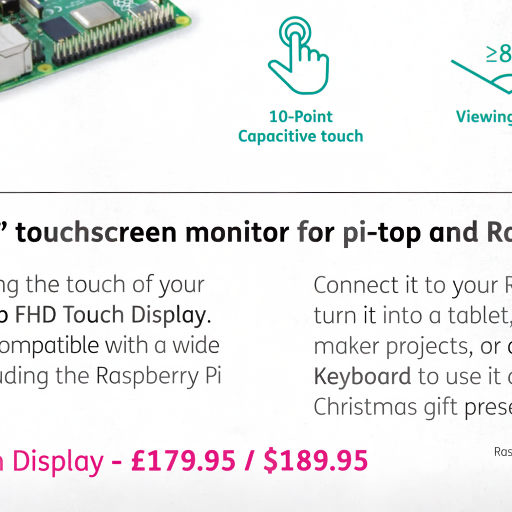 10-Point
Capacitive touch
≥8
Viewing
” touchscreen monitor for pi-top and Ra
ng the touch of your
o FHD Touch Display.
ompatible with a wide
uding the Raspberry Pi
Connect it to your R
turn it into a tablet,
maker projects, or
Keyboard to use it
Christmas gift prese
n Display - £179.95 / $189.95
Ras